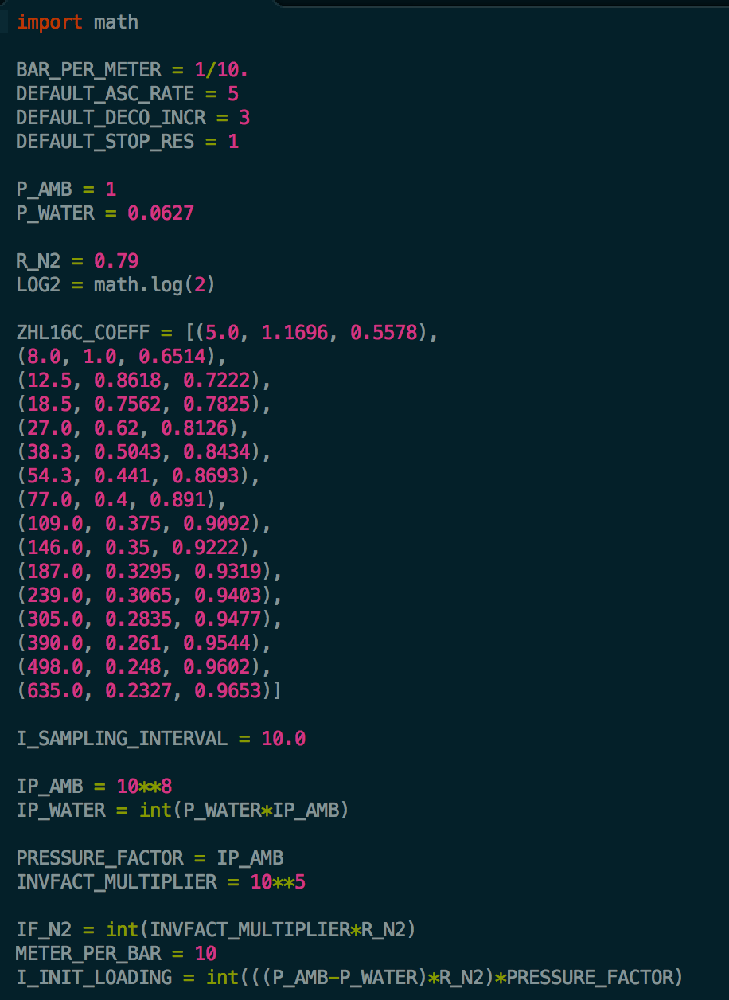 import math
BAR_PER_METER = 1/10.
DEFAULT_ASC_RATE = 5
DEFAULT_DECO_INCR = 3
DEFAULT_STOP_RES = 1
P_AMB = 1
P_WATER = 0.0627
R_N2 = 0.79
LOG2 = math.log(2)
ZHL16C_COEFF = [(5.0, 1.1696, 0.5578),
(8.0, 1.0, 0.6514),
(12.5, 0.8618, 0.7222),
(18.5, 0.7562, 0.7825),
(27.0, 0.62, 0.8126),
(38.3, 0.5043, 0.8434),
(54.3, 0.441, 0.8693),
(77.0, 0.4, 0.891),
(109.0, 0.375, 0.9092),
(146.0, 0.35, 0.9222),
(187.0, 0.3295, 0.9319),
(239.0, 0.3065, 0.9403),
(305.0, 0.2835, 0.9477),
(390.0, 0.261, 0.9544),
(498.0, 0.248, 0.9602),
(635.0, 0.2327, 0.9653)]
I_SAMPLING_INTERVAL = 10.0
IP_AMB = 10**8
IP_WATER = int(P_WATER*IP_AMB)
PRESSURE_FACTOR = IP_AMB
INVFACT_MULTIPLIER = 10**5
IF_N2 = int(INVFACT_MULTIPLIER*R_N2)
METER_PER_BAR = 10
I_INIT_LOADING = int(((P_AMB-P_WATER)*R_N2)*PRESSURE_FACTOR)